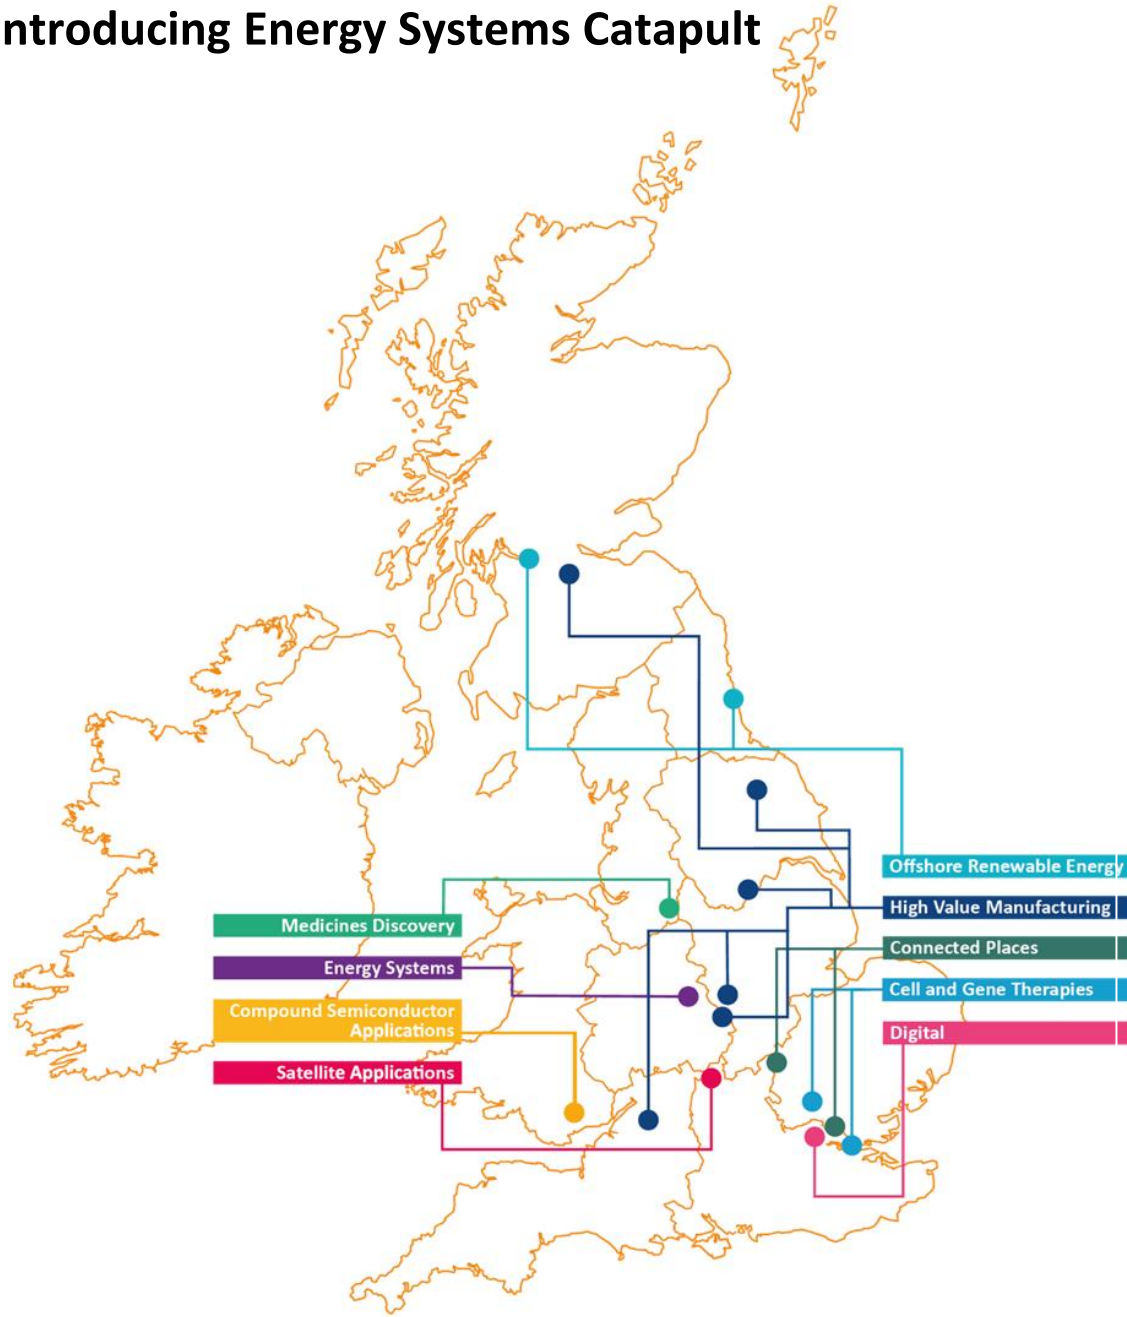 ntroducing Energy Systems Catapult
Offshore Renewable Energy
High Value Manufacturing
Medicines Discovery
Connected Places
Energy Systems
Cell and Gene Therapies
Compound Semiconductor
Applications
Digital
Satellite Applications